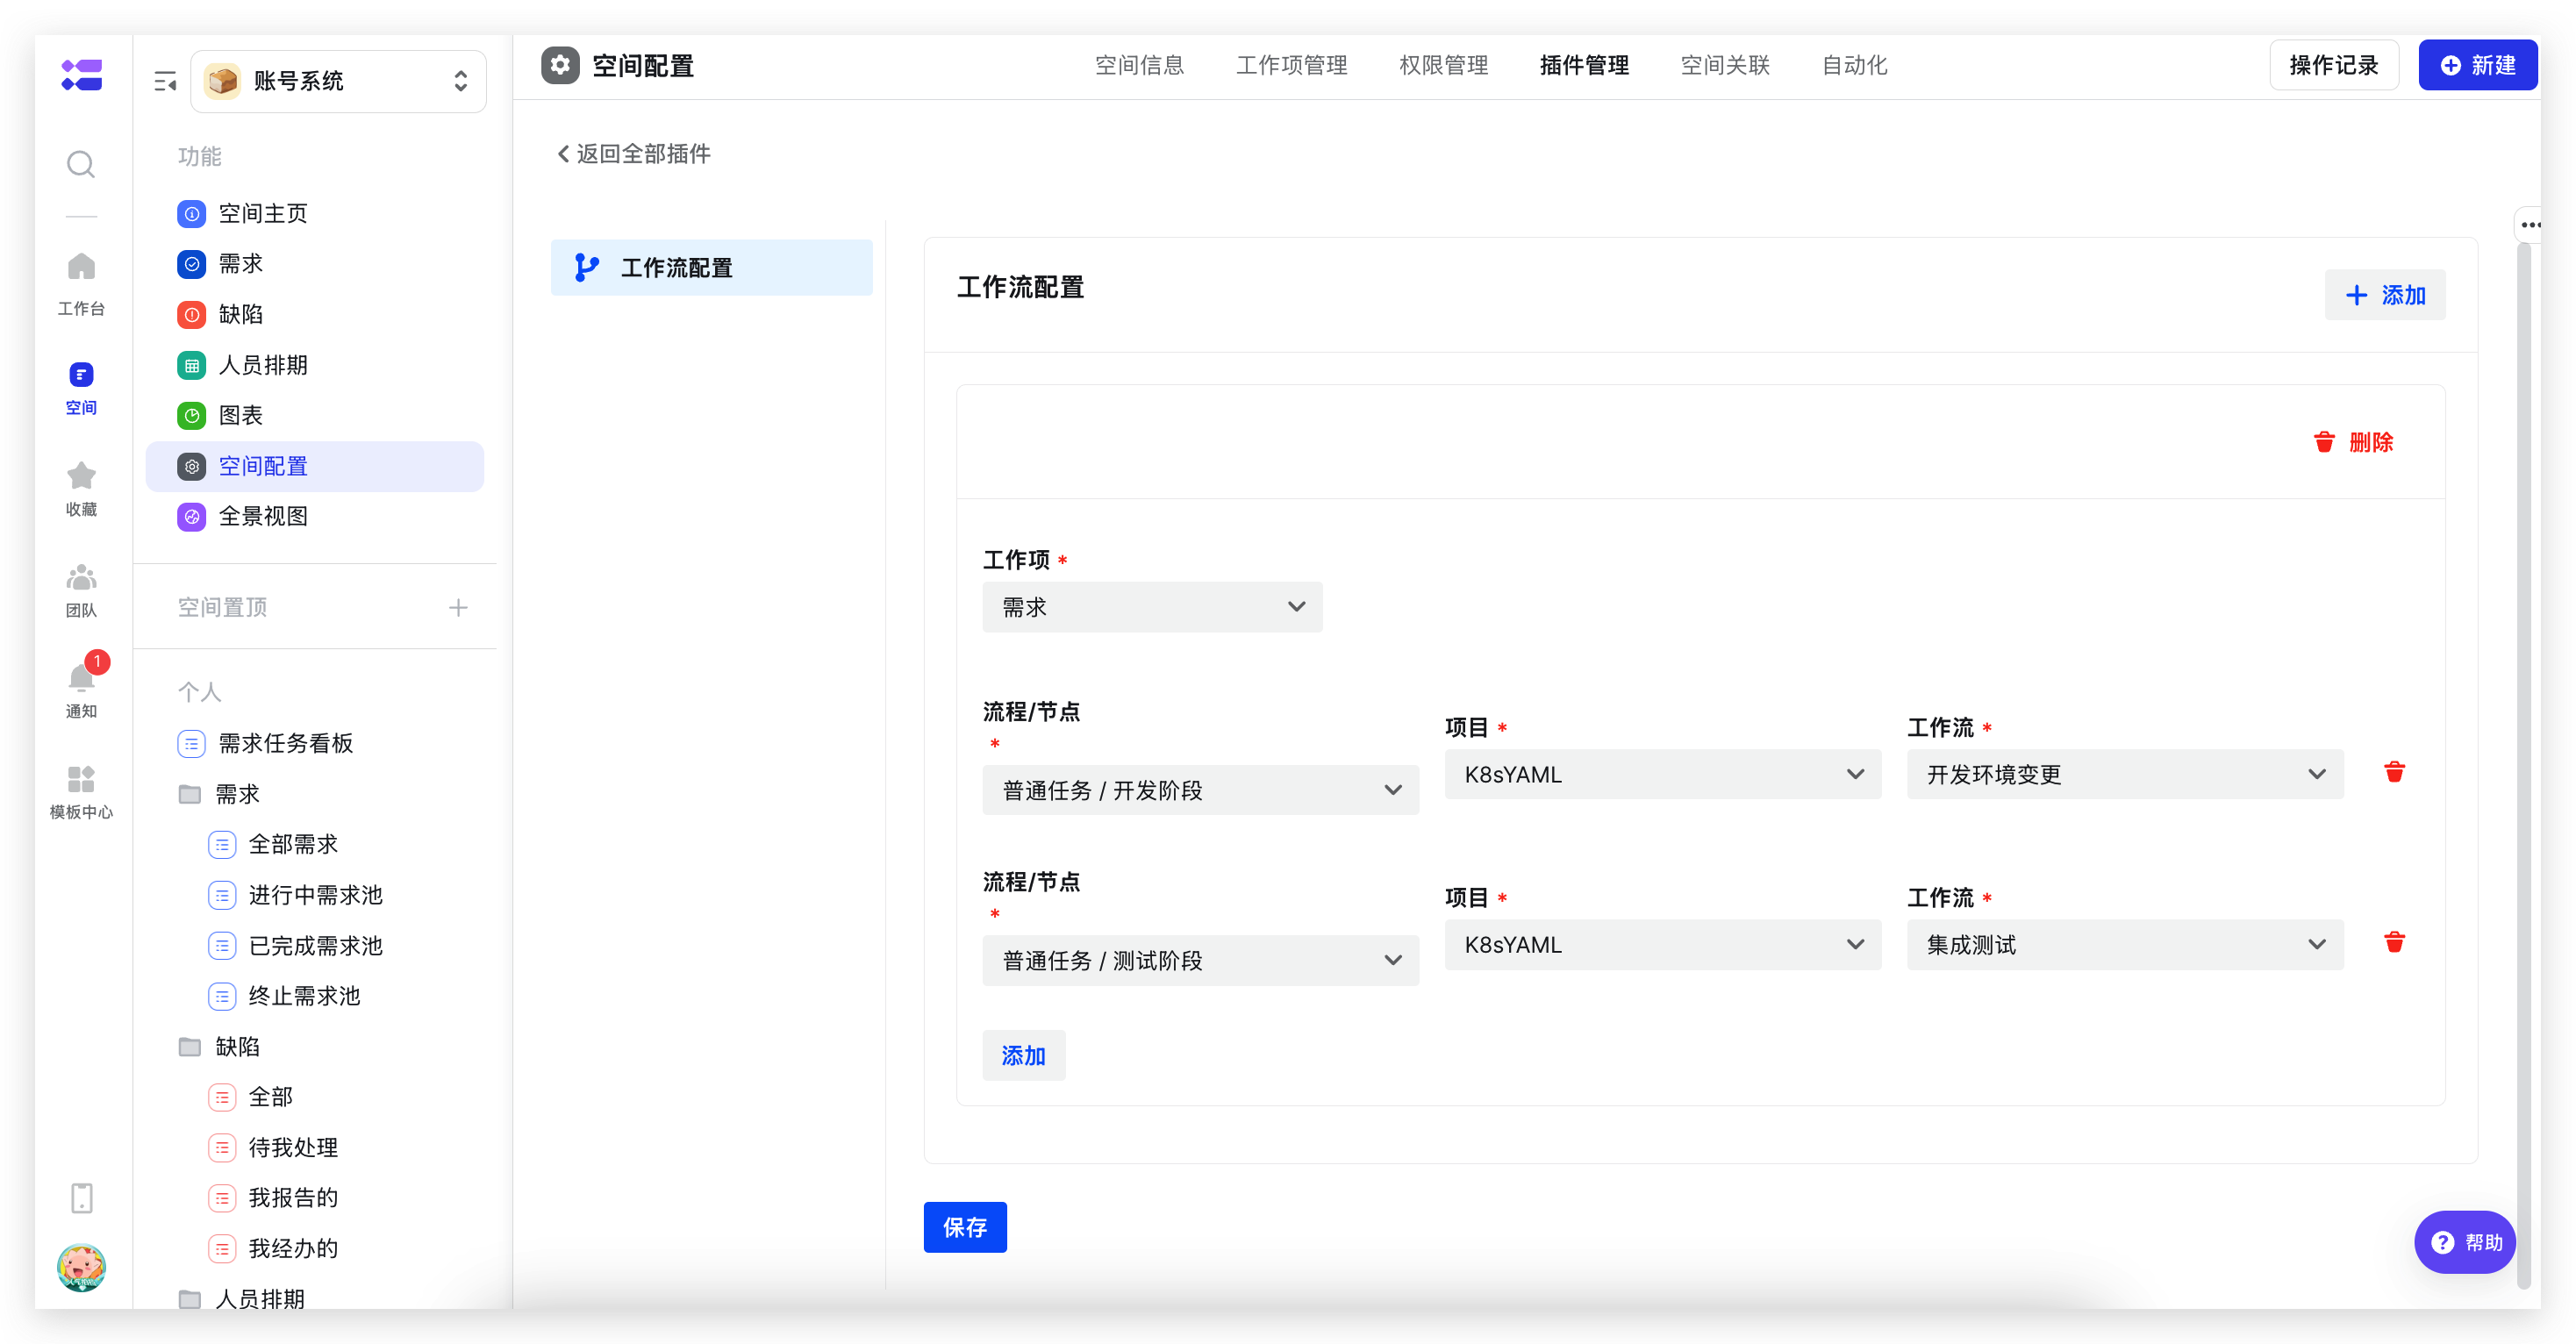 工作台
空间
收藏
团队
1
通知
模板中心
账号系统
功能
空间主页
需求
缺陷
人员排期
图表
空间配置
全景视图
空间置顶
个人
需求任务看板
需求
全部需求
进行中需求池
已完成需求池
终止需求池
缺陷
全部
待我处理
我报告的
我经办的
人员排期
空间配置
空间信息 工作项管理 权限管理 插件管理 空间关联 自动化
操作记录 新建
返回全部插件
工作流配置
工作流配置
添加
删除
工作项 *
需求
流程/节点 * 项目 * 工作流 *
普通任务 / 开发阶段 K8sYAML 开发环境变更
流程/节点 * 项目 * 工作流 *
普通任务 / 测试阶段 K8sYAML 集成测试
添加
保存
帮助